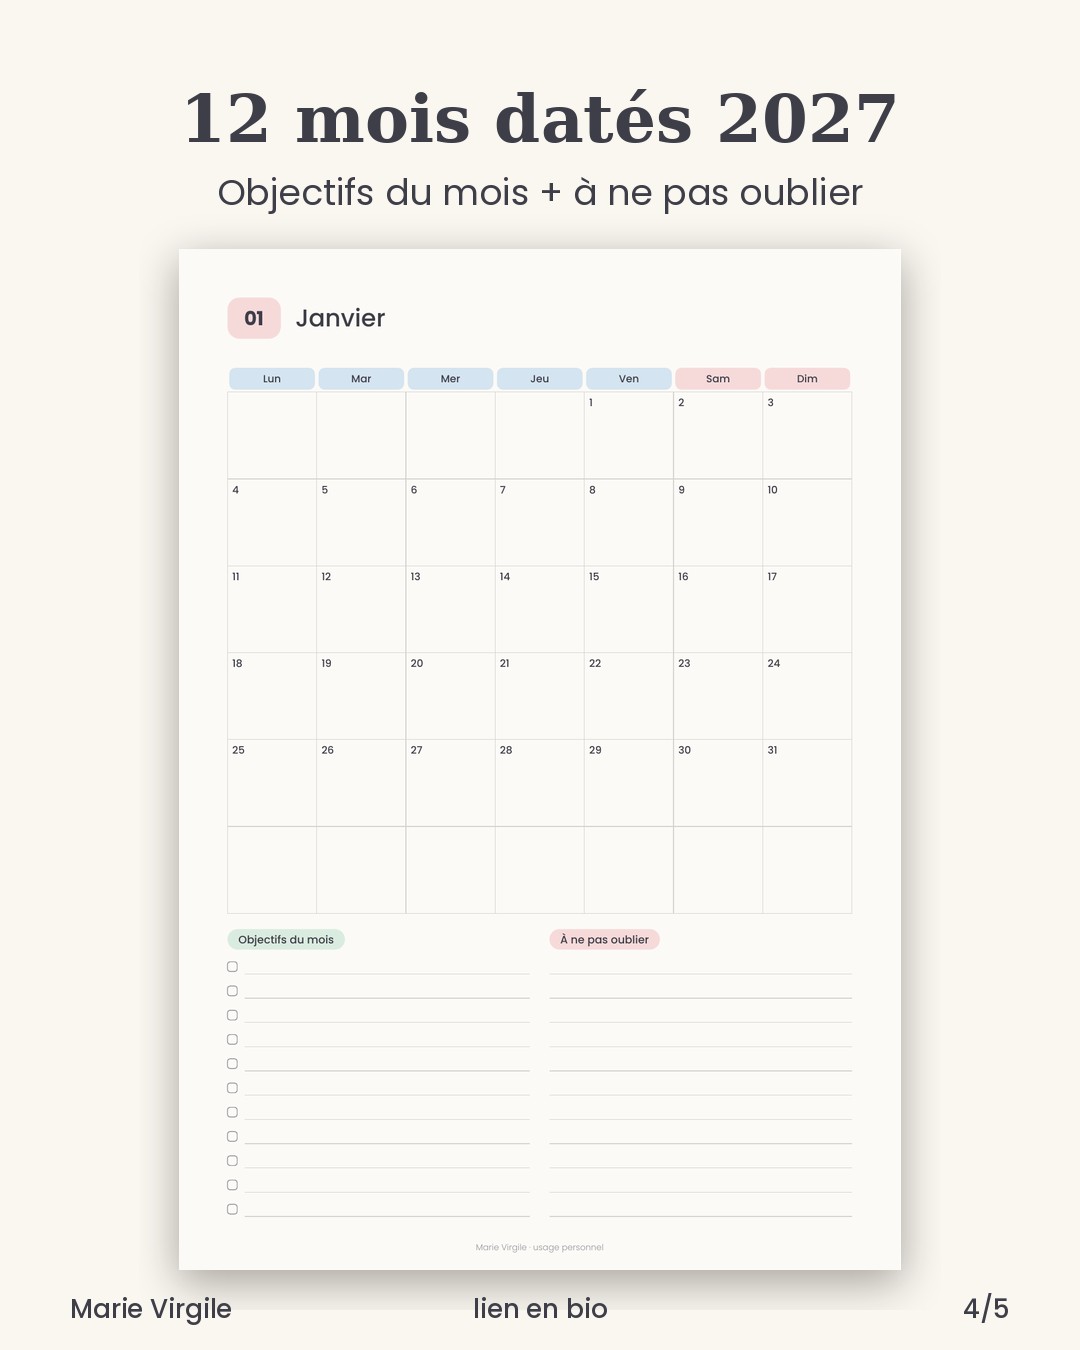 12 mois datés 2027
Objectifs du mois + à ne pas oublier
01 Janvier
Lun Mar Mer Jeu Ven Sam Dim
1 2 3
4 5 6 7 8 9 10
11 12 13 14 15 16 17
18 19 20 21 22 23 24
25 26 27 28 29 30 31
Objectifs du mois À ne pas oublier
Marie Virgile · usage personnel
Marie Virgile lien en bio 4/5